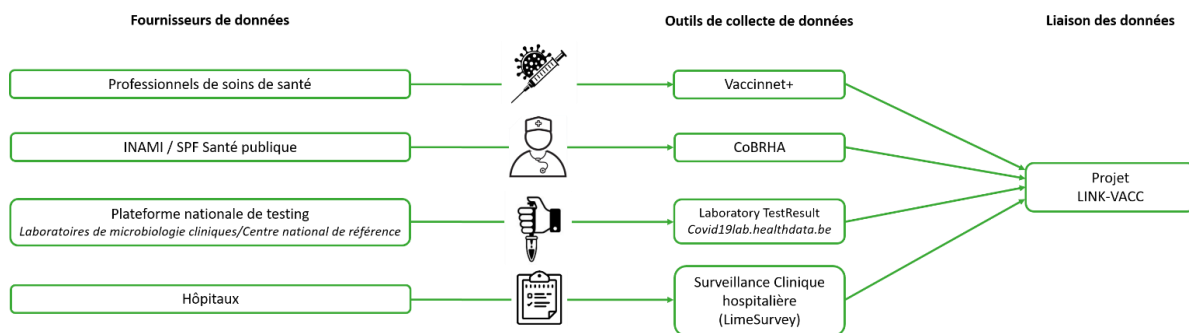 Fournisseurs de données
Outils de collecte de données
Liaison des données
Professionnels de soins de santé
Vaccinnet+
INAMI / SPF Santé publique
CoBRHA
Projet
LINK-VACC
Plateforme nationale de testing
Laboratoires de microbiologie cliniques/Centre national de référence
Laboratory TestResult
Covid19lab.healthdata.be
Hôpitaux
Surveillance Clinique
hospitalière
(LimeSurvey)